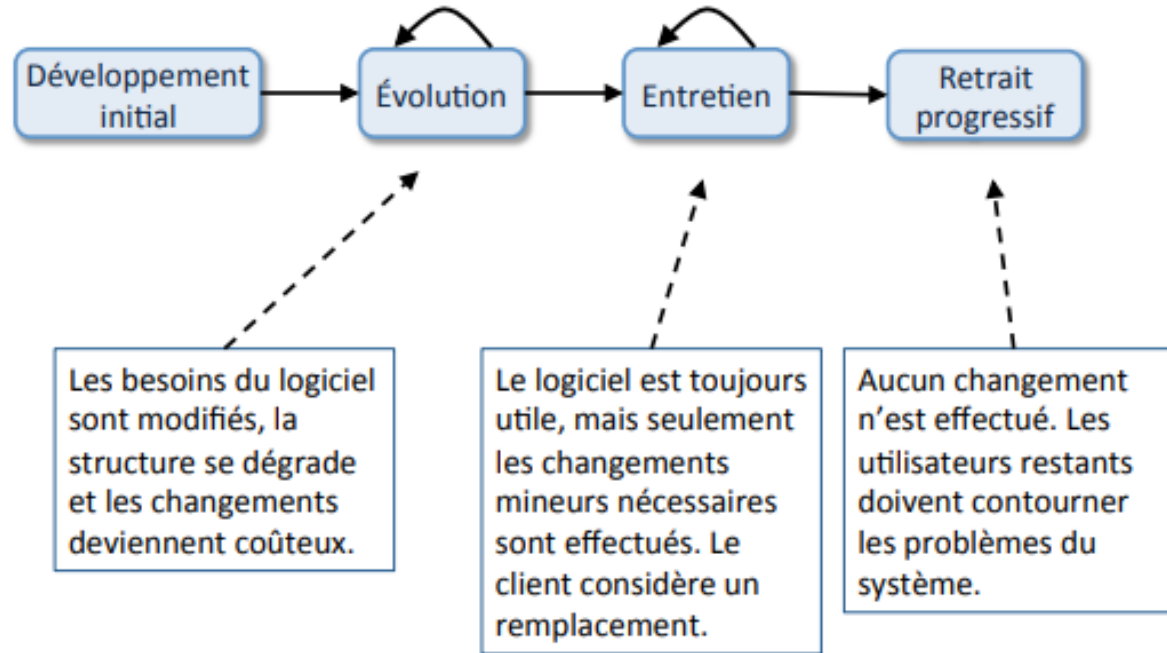 Développement
initial
Évolution
Entretien
Retrait
progressif
Les besoins du logiciel
sont modifiés, la
structure se dégrade
et les changements
deviennent coûteux.
Le logiciel est toujours
utile, mais seulement
les changements
mineurs nécessaires
sont effectués. Le
client considère un
remplacement.
Aucun changement
n’est effectué. Les
utilisateurs restants
doivent contourner
les problèmes du
système.